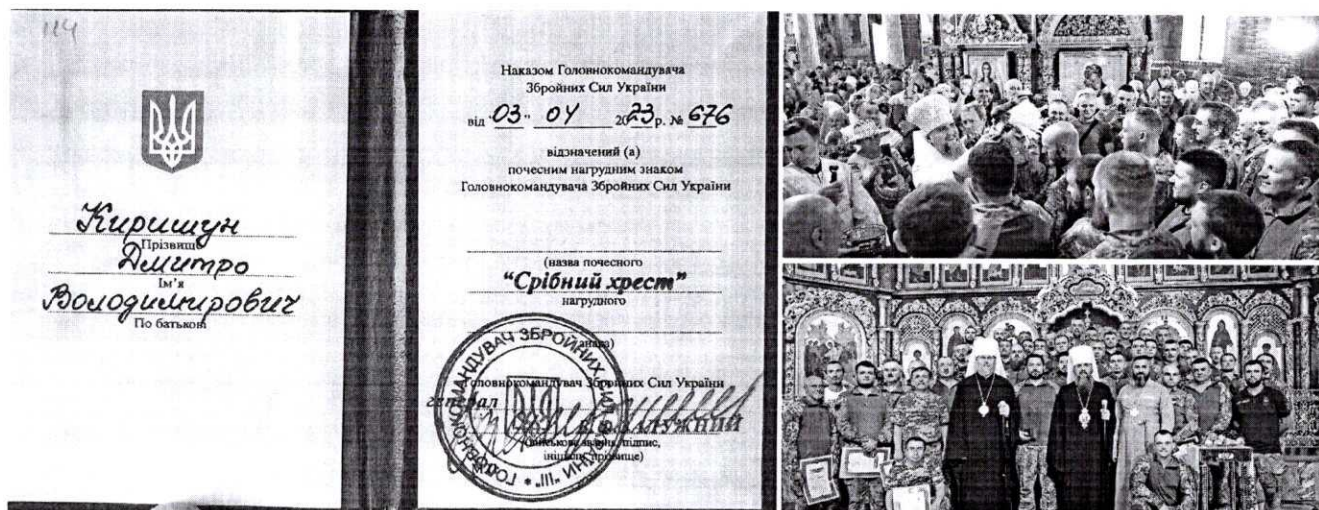 114
Киришун
Прізвище
Дмитро
Ім'я
Володимирович
По батькові
Наказом Головнокомандувача
Збройних Сил України
від "03" 04 2023р. № 676
відзначений (а)
почесним нагрудним знаком
Головнокомандувача Збройних Сил України
(назва почесного
"Срібний хрест"
нагрудного
знака)
Головнокомандувач Збройних Сил України
генерал
(військове звання, підпис,
ініціали, прізвище)